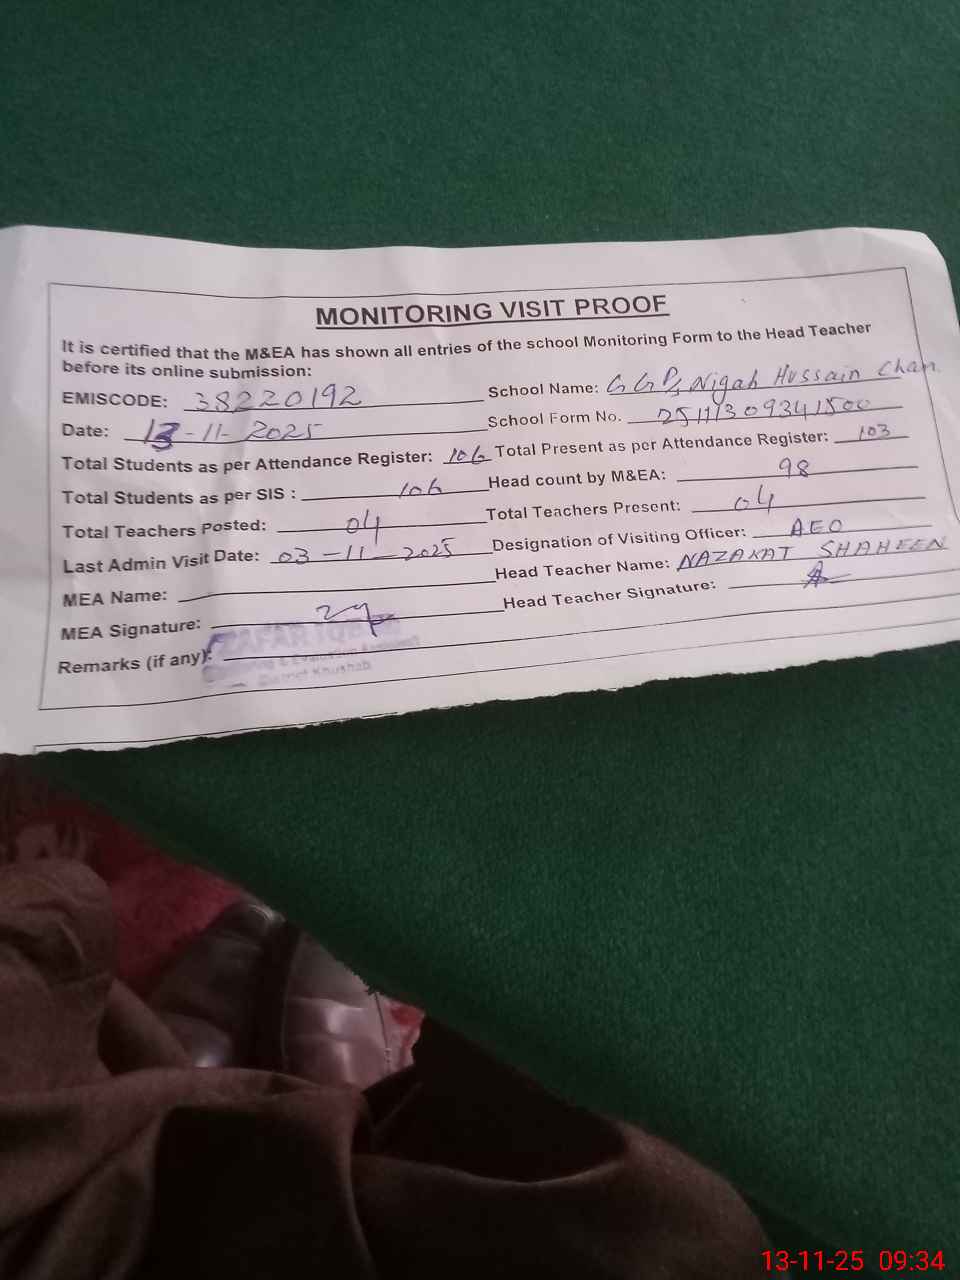 MONITORING VISIT PROOF
It is certified that the M&EA has shown all entries of the school Monitoring Form to the Head Teacher
before its online submission:
EMISCODE: 38220192 School Name: GGPS Nigah Hussain Chan
Date: 13-11-2025 School Form No. 25111309341500
Total Students as per Attendance Register: 106 Total Present as per Attendance Register: 103
Total Students as per SIS : 106 Head count by M&EA: 98
Total Teachers Posted: 04 Total Teachers Present: 04
Last Admin Visit Date: 03-11-2025 Designation of Visiting Officer: AEO
MEA Name: Head Teacher Name: NAZAKAT SHAHEEN
MEA Signature: Head Teacher Signature:
Remarks (if any): ZAFAR
& Evaluation Assistant
District Khushab
13-11-25 09:34